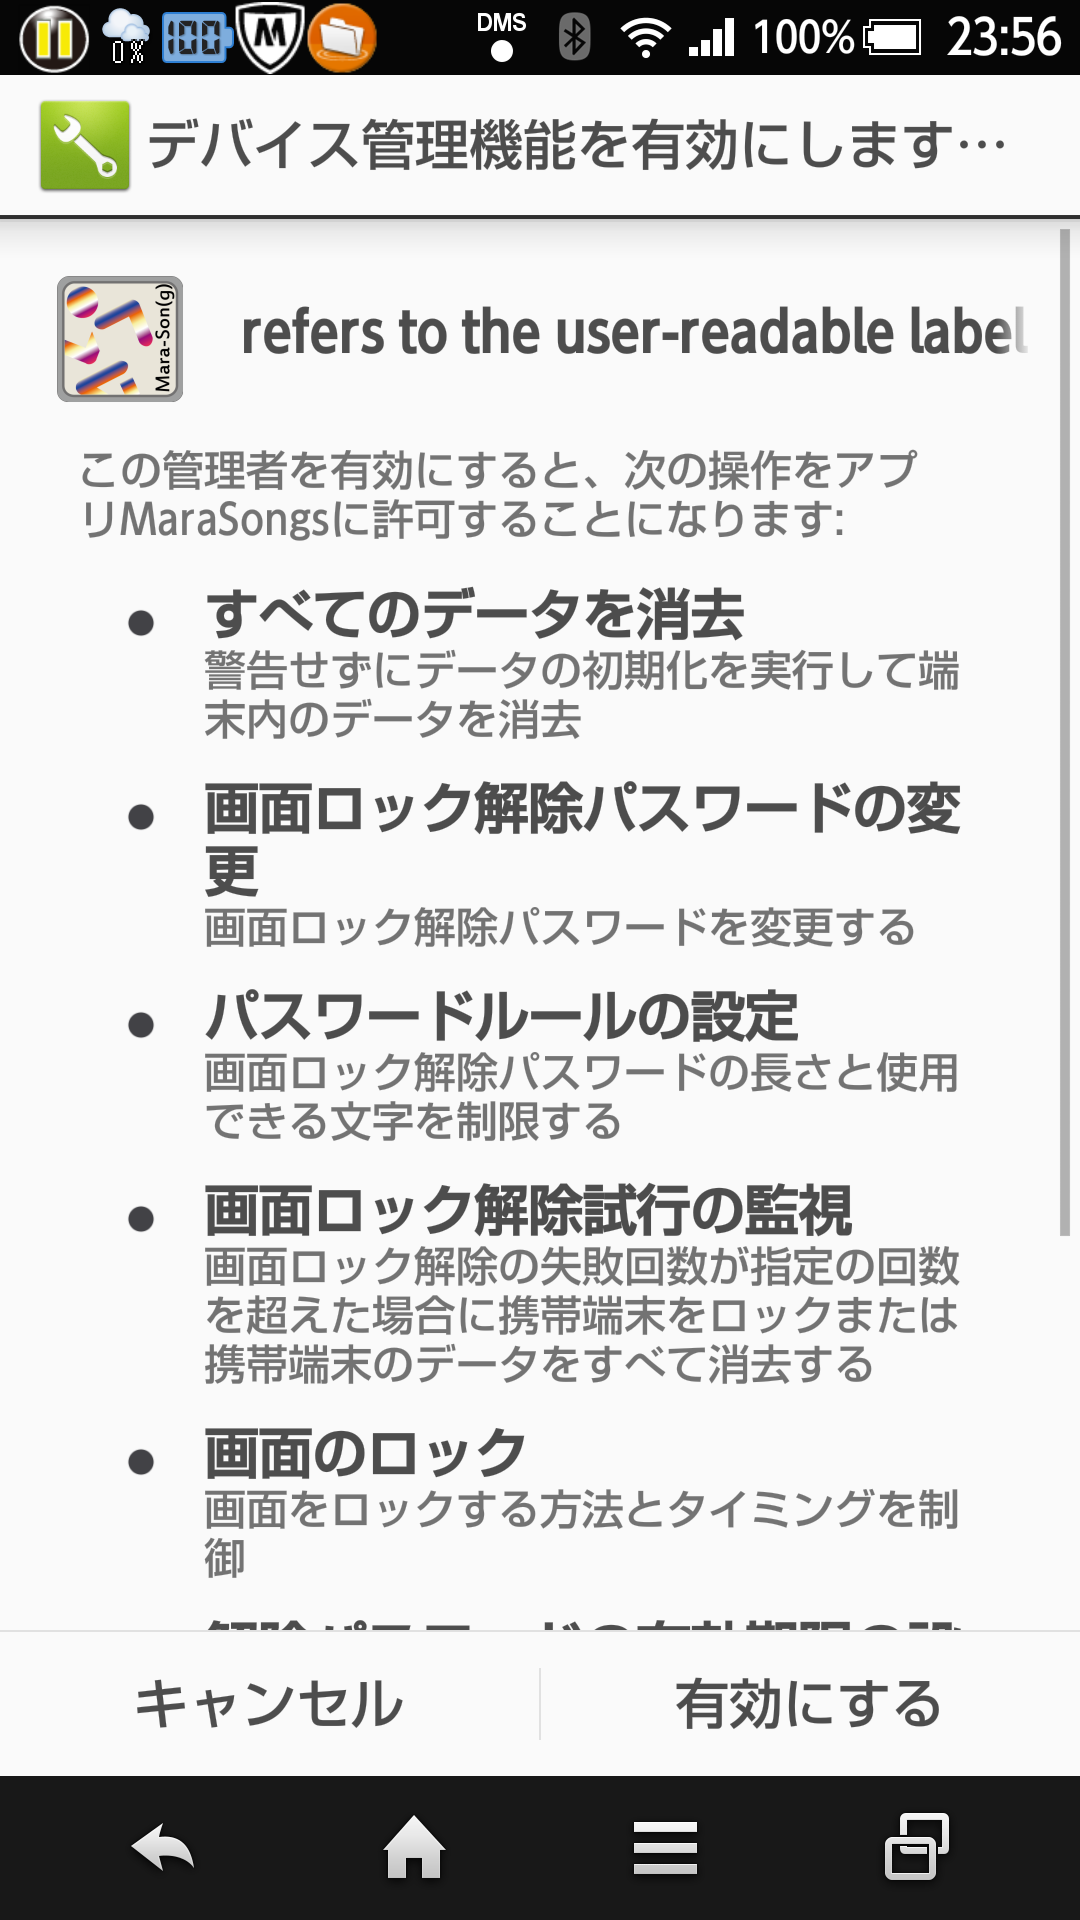 0%
100
M
DMS
100%
23:56
デバイス管理機能を有効にします…
Mara-Son(g)
refers to the user-readable label
この管理者を有効にすると、次の操作をアプ
リMaraSongsに許可することになります:
● すべてのデータを消去
警告せずにデータの初期化を実行して端
末内のデータを消去
● 画面ロック解除パスワードの変
更
画面ロック解除パスワードを変更する
● パスワードルールの設定
画面ロック解除パスワードの長さと使用
できる文字を制限する
● 画面ロック解除試行の監視
画面ロック解除の失敗回数が指定の回数
を超えた場合に携帯端末をロックまたは
携帯端末のデータをすべて消去する
● 画面のロック
画面をロックする方法とタイミングを制
御
キャンセル
有効にする